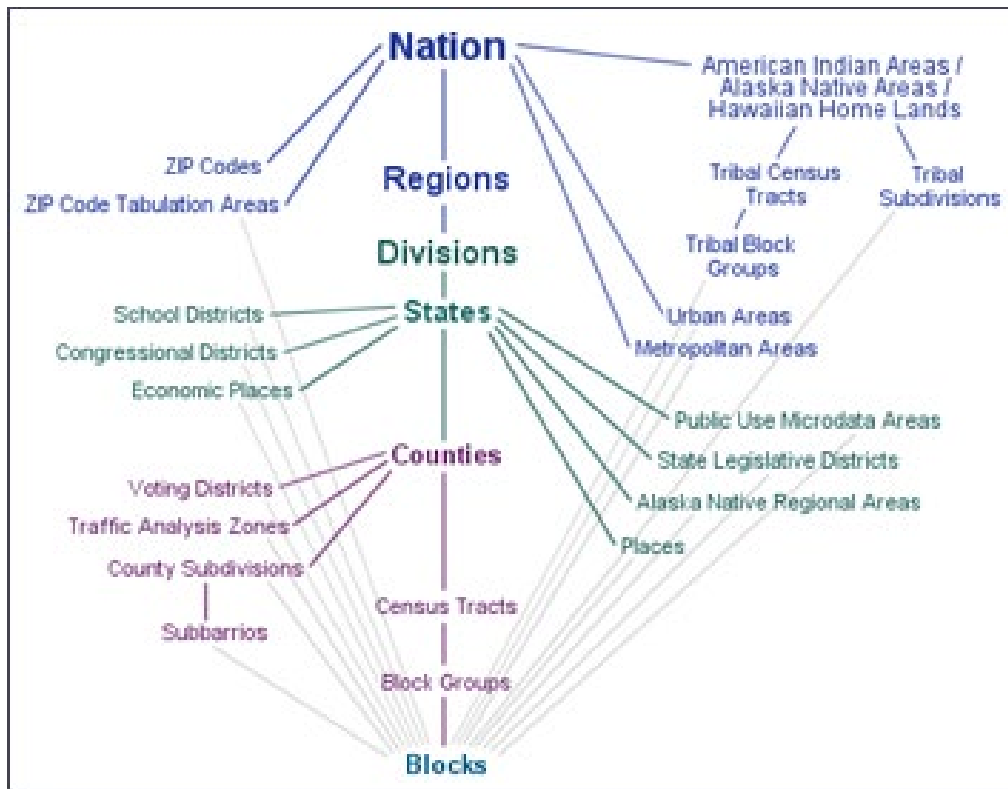 Nation
American Indian Areas /
Alaska Native Areas /
Hawaiian Home Lands
ZIP Codes
ZIP Code Tabulation Areas
Regions
Tribal Census
Tracts
Tribal
Subdivisions
Tribal Block
Groups
Divisions
Urban Areas
Metropolitan Areas
States
School Districts
Congressional Districts
Economic Places
Public Use Microdata Areas
State Legislative Districts
Alaska Native Regional Areas
Places
Counties
Voting Districts
Traffic Analysis Zones
County Subdivisions
Subbarrios
Census Tracts
Block Groups
Blocks